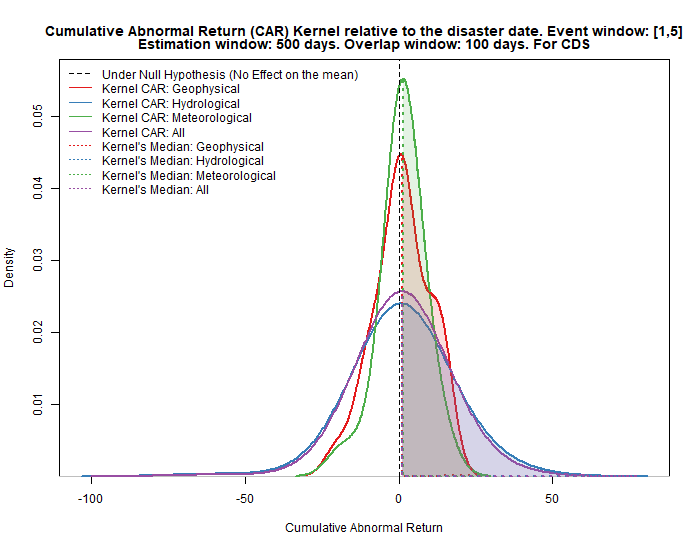 Cumulative Abnormal Return (CAR) Kernel relative to the disaster date. Event window: [1,5]
Estimation window: 500 days. Overlap window: 100 days. For CDS
Under Null Hypothesis (No Effect on the mean)
Kernel CAR: Geophysical
Kernel CAR: Hydrological
Kernel CAR: Meteorological
Kernel CAR: All
Kernel's Median: Geophysical
Kernel's Median: Hydrological
Kernel's Median: Meteorological
Kernel's Median: All
0.05
0.04
0.03
0.02
0.01
Density
-100
-50
0
50
Cumulative Abnormal Return